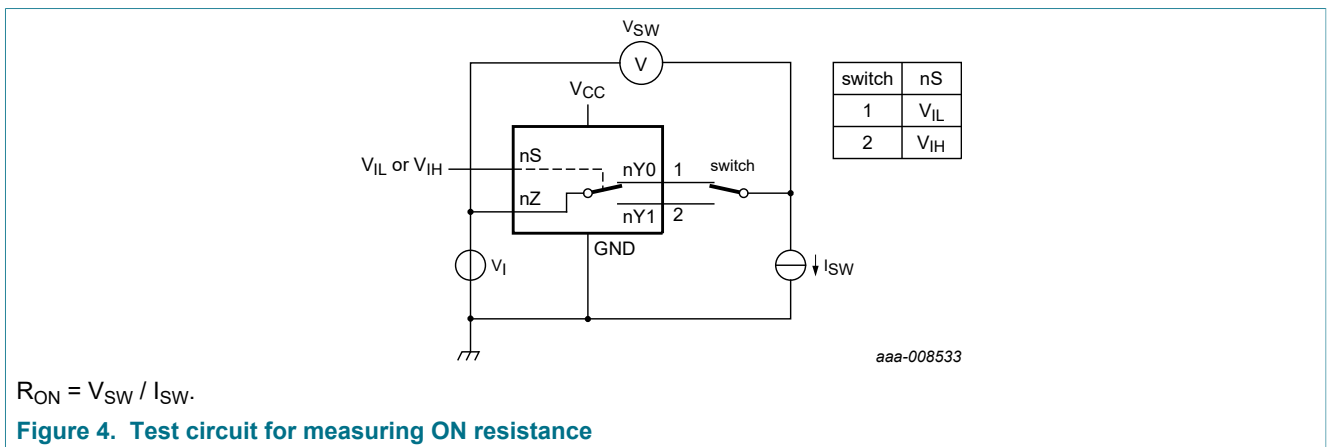 VSW
V
switch nS
1 VIL
2 VIH
VCC
VIL or VIH
nS
nY0 1 switch
nZ
nY1 2
GND
VI
ISW
aaa-008533
RON = VSW / ISW.
Figure 4. Test circuit for measuring ON resistance